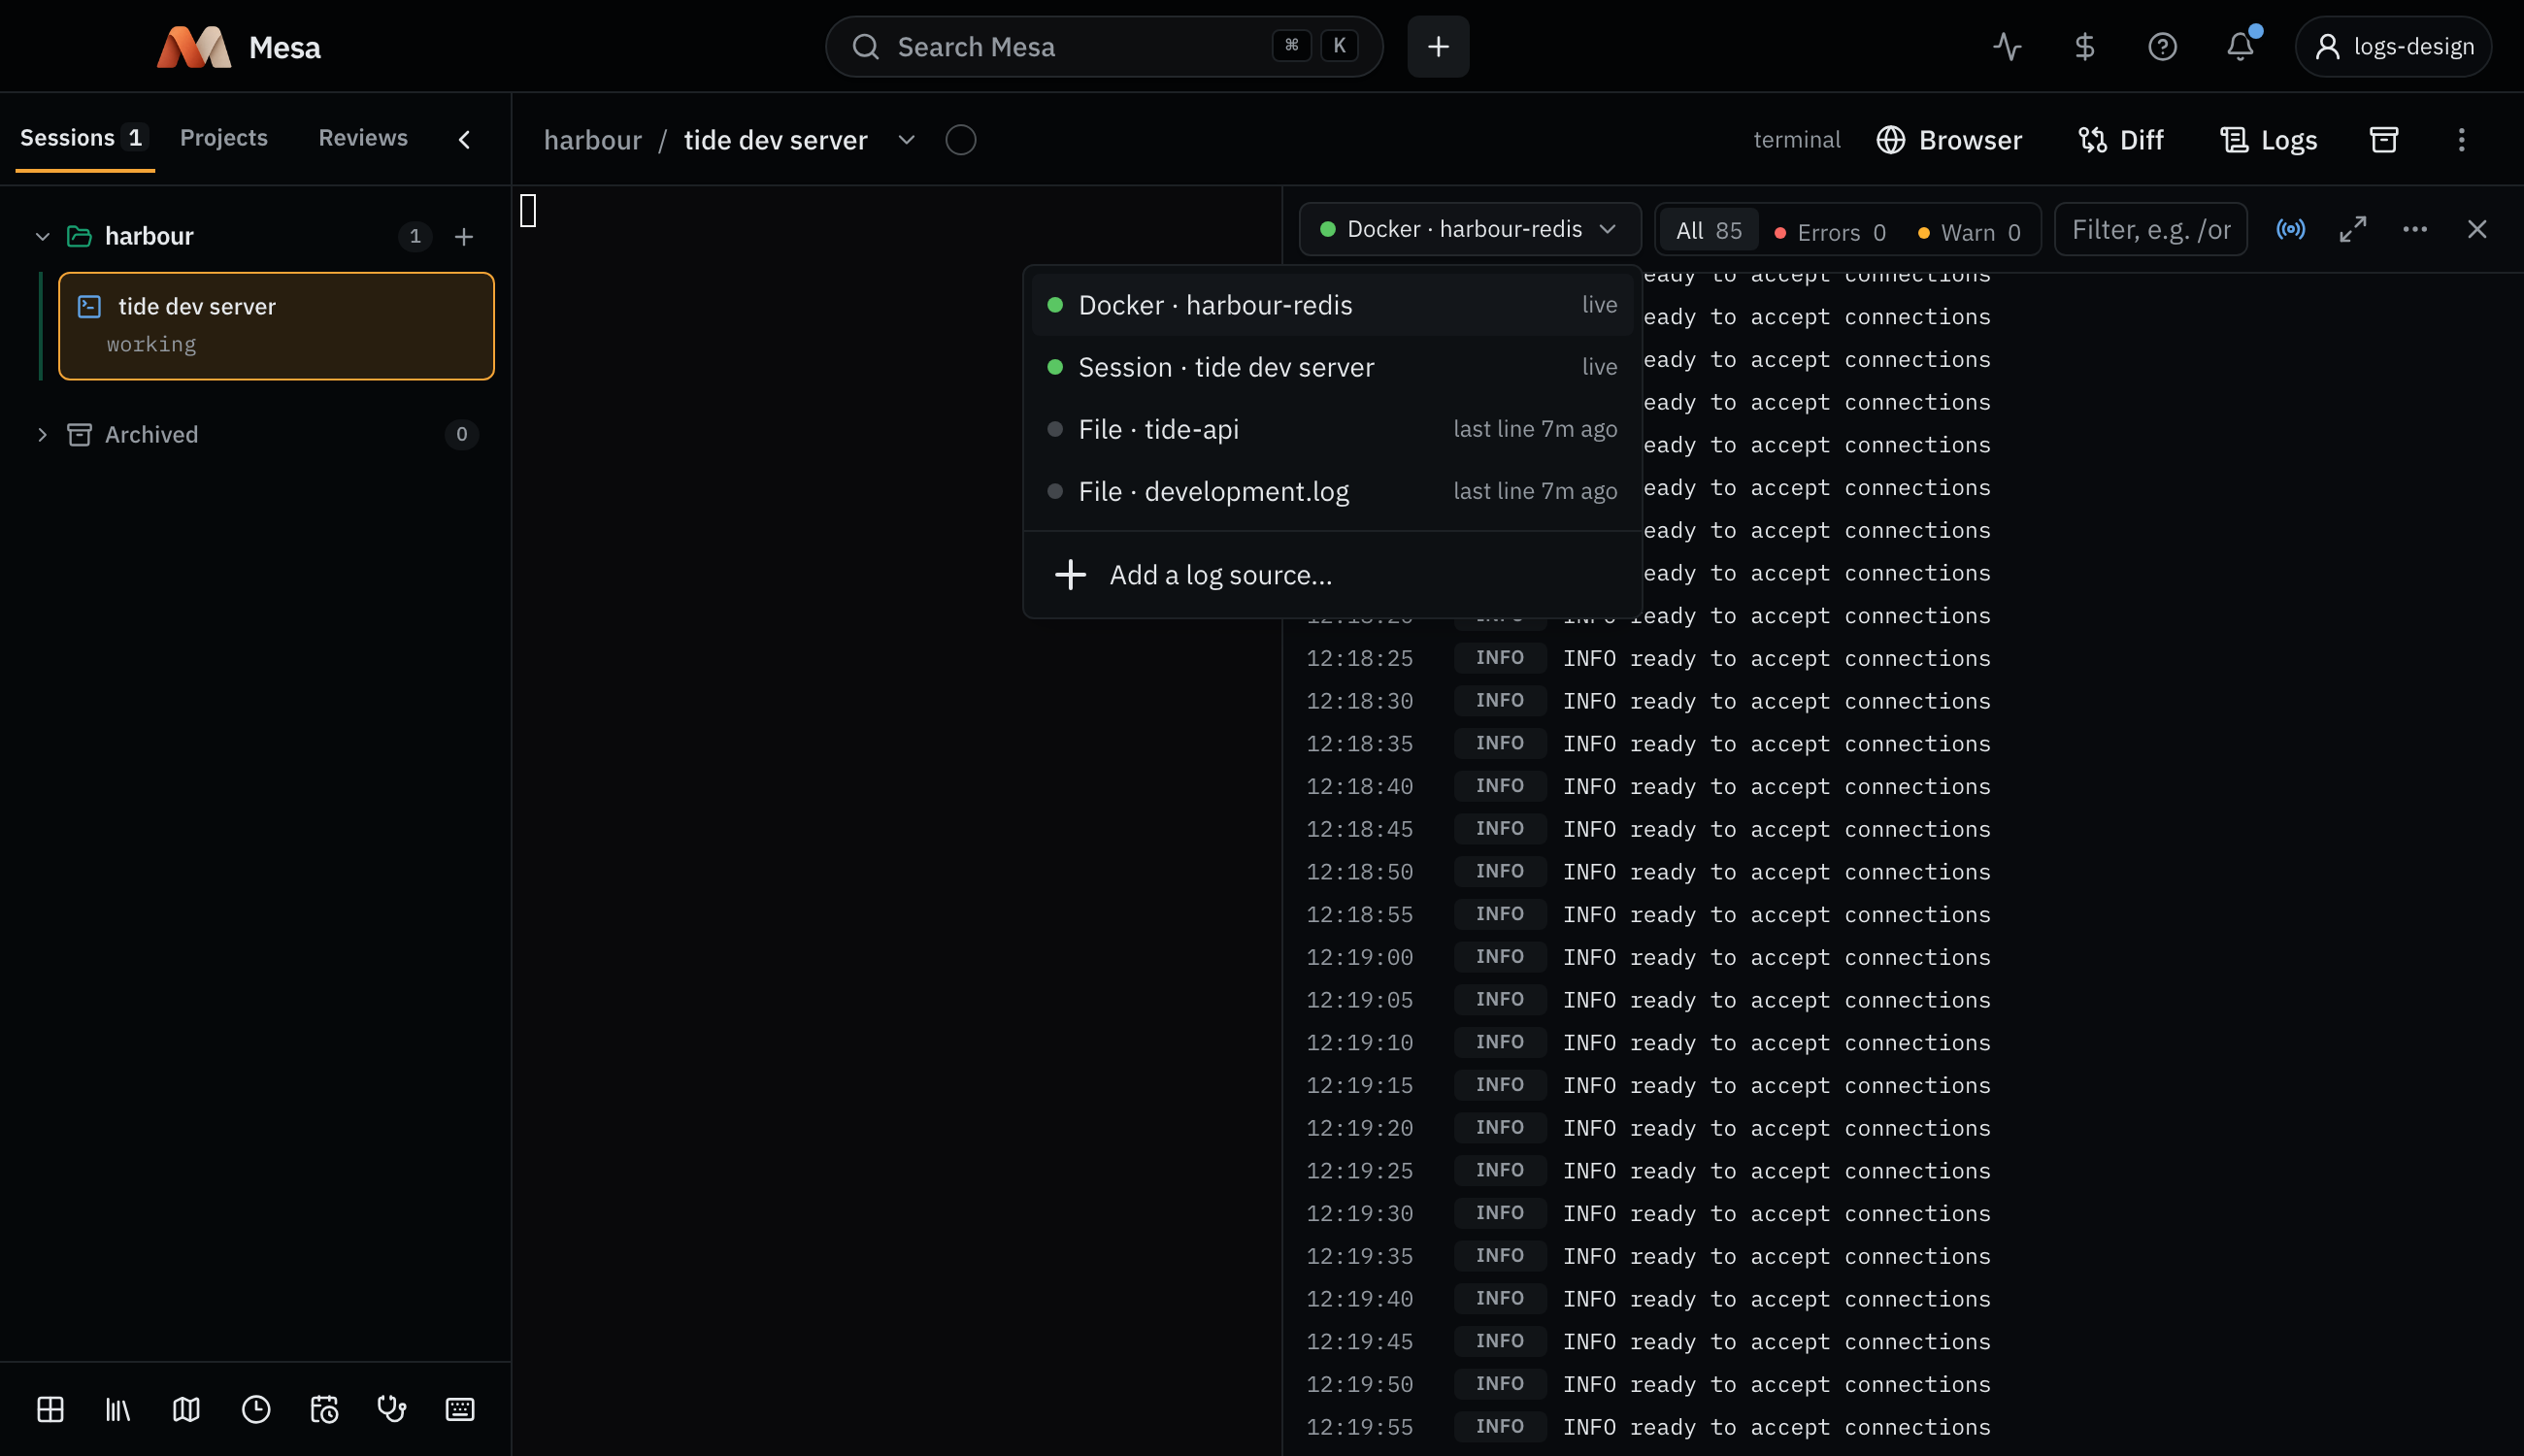 Mesa
Search Mesa
⌘ K
logs-design
Sessions 1
Projects
Reviews
harbour / tide dev server
terminal
Browser
Diff
Logs
harbour
1
tide dev server
working
Archived
0
Docker · harbour-redis
All 85
Errors 0
Warn 0
Filter, e.g. /or
Docker · harbour-redis live
Session · tide dev server live
File · tide-api last line 7m ago
File · development.log last line 7m ago
Add a log source...
eady to accept connections
eady to accept connections
eady to accept connections
eady to accept connections
eady to accept connections
eady to accept connections
eady to accept connections
eady to accept connections
12:18:20 INFO INFO ready to accept connections
12:18:25 INFO INFO ready to accept connections
12:18:30 INFO INFO ready to accept connections
12:18:35 INFO INFO ready to accept connections
12:18:40 INFO INFO ready to accept connections
12:18:45 INFO INFO ready to accept connections
12:18:50 INFO INFO ready to accept connections
12:18:55 INFO INFO ready to accept connections
12:19:00 INFO INFO ready to accept connections
12:19:05 INFO INFO ready to accept connections
12:19:10 INFO INFO ready to accept connections
12:19:15 INFO INFO ready to accept connections
12:19:20 INFO INFO ready to accept connections
12:19:25 INFO INFO ready to accept connections
12:19:30 INFO INFO ready to accept connections
12:19:35 INFO INFO ready to accept connections
12:19:40 INFO INFO ready to accept connections
12:19:45 INFO INFO ready to accept connections
12:19:50 INFO INFO ready to accept connections
12:19:55 INFO INFO ready to accept connections